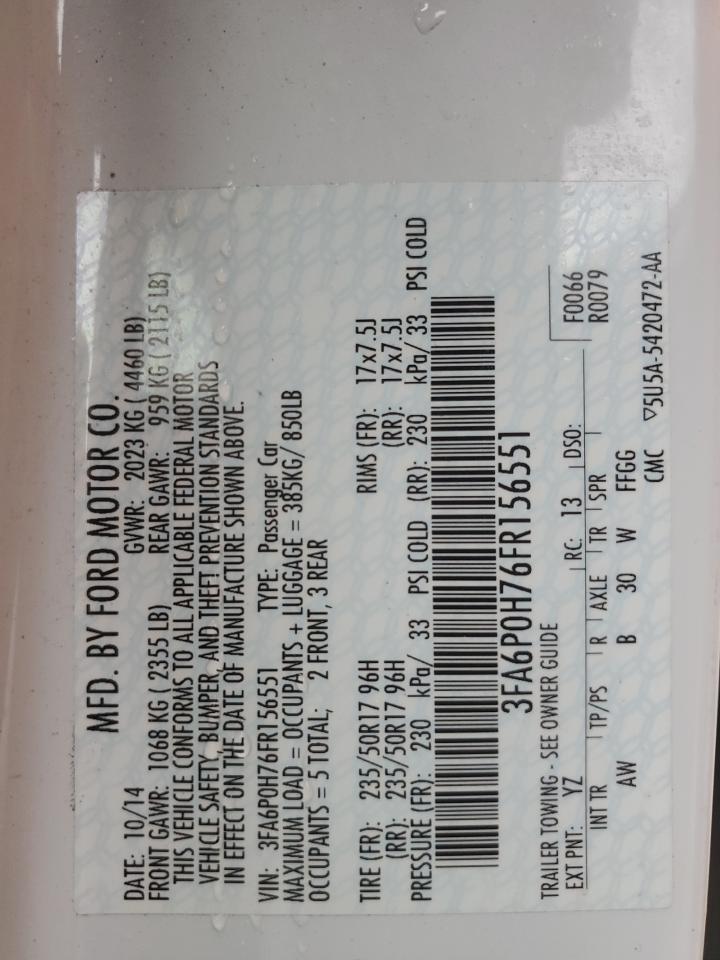 MFD. BY FORD MOTOR CO.
DATE: 10/14 GVWR: 2023 KG ( 4460 LB)
FRONT GAWR: 1068 KG ( 2355 LB) REAR GAWR: 959 KG ( 2115 LB)
THIS VEHICLE CONFORMS TO ALL APPLICABLE FEDERAL MOTOR
VEHICLE SAFETY, BUMPER, AND THEFT PREVENTION STANDARDS
IN EFFECT ON THE DATE OF MANUFACTURE SHOWN ABOVE.
VIN: 3FA6P0H76FR156551 TYPE: Passenger Car
MAXIMUM LOAD = OCCUPANTS + LUGGAGE = 385KG/ 850LB
OCCUPANTS = 5 TOTAL; 2 FRONT, 3 REAR
TIRE (FR): 235/50R17 96H RIMS (FR): 17x7.5J
(RR): 235/50R17 96H (RR): 17x7.5J
PRESSURE (FR): 230 kPa/ 33 PSI COLD (RR): 230 kPa/ 33 PSI COLD
3FA6P0H76FR156551
TRAILER TOWING - SEE OWNER GUIDE F0066
EXT PNT: YZ RC: 13 DSO: R0079
INT TR TP/PS R AXLE TR SPR
AW B 30 W FFGG
CMC ▽5U5A-5420472-AA